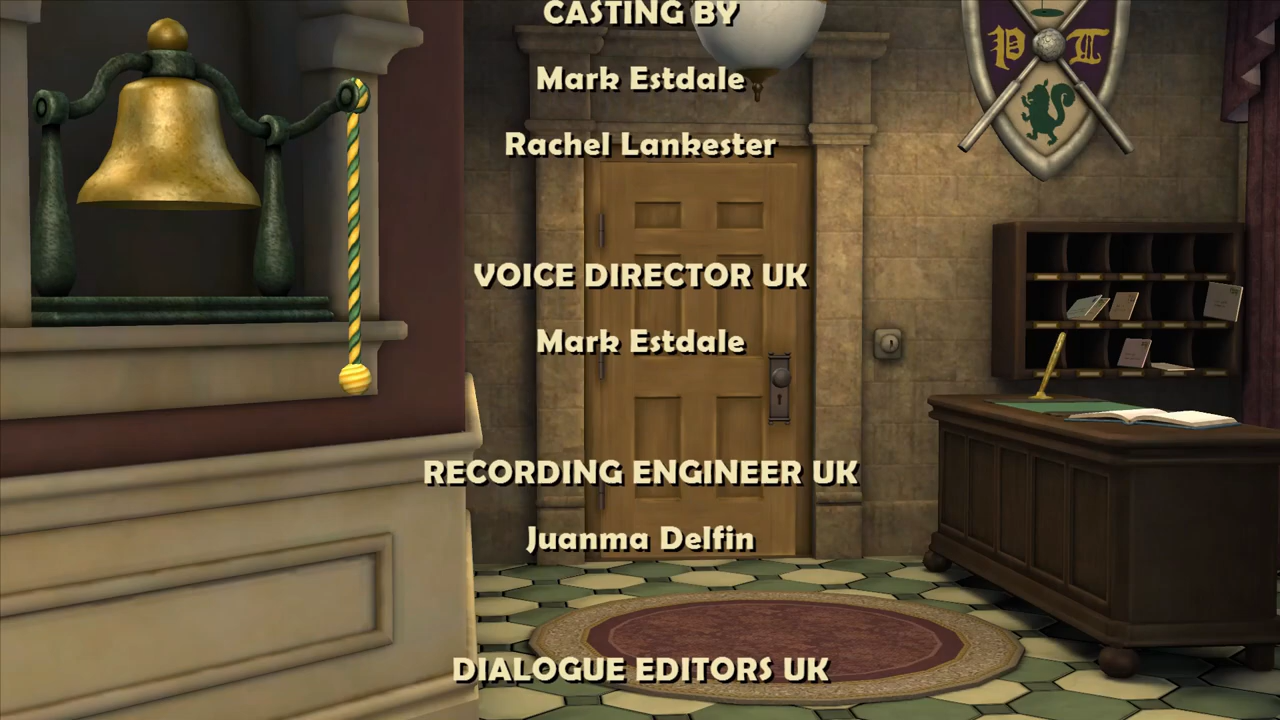 CASTING BY
Mark Estdale
Rachel Lankester
VOICE DIRECTOR UK
Mark Estdale
RECORDING ENGINEER UK
Juanma Delfin
DIALOGUE EDITORS UK
P T